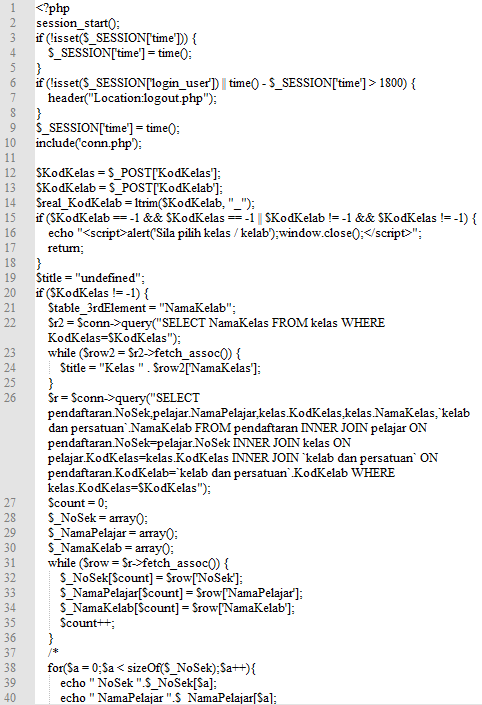 1 <?php
2 session_start();
3 if (!isset($_SESSION['time'])) {
4 $_SESSION['time'] = time();
5 }
6 if (!isset($_SESSION['login_user']) || time() - $_SESSION['time'] > 1800) {
7 header("Location:logout.php");
8 }
9 $_SESSION['time'] = time();
10 include('conn.php');
11
12 $KodKelas = $_POST['KodKelas'];
13 $KodKelab = $_POST['KodKelab'];
14 $real_KodKelab = ltrim($KodKelab, "_");
15 if ($KodKelab == -1 && $KodKelas == -1 || $KodKelab != -1 && $KodKelas != -1) {
16 echo "<script>alert('Sila pilih kelas / kelab');window.close();</script>";
17 return;
18 }
19 $title = "undefined";
20 if ($KodKelas != -1) {
21 $table_3rdElement = "NamaKelab";
22 $r2 = $conn->query("SELECT NamaKelas FROM kelas WHERE
KodKelas=$KodKelas");
23 while ($row2 = $r2->fetch_assoc()) {
24 $title = "Kelas " . $row2['NamaKelas'];
25 }
26 $r = $conn->query("SELECT
pendaftaran.NoSek,pelajar.NamaPelajar,kelas.KodKelas,kelas.NamaKelas,`kelab
dan persatuan`.NamaKelab FROM pendaftaran INNER JOIN pelajar ON
pendaftaran.NoSek=pelajar.NoSek INNER JOIN kelas ON
pelajar.KodKelas=kelas.KodKelas INNER JOIN `kelab dan persatuan` ON
pendaftaran.KodKelab=`kelab dan persatuan`.KodKelab WHERE
kelas.KodKelas=$KodKelas");
27 $count = 0;
28 $_NoSek = array();
29 $_NamaPelajar = array();
30 $_NamaKelab = array();
31 while ($row = $r->fetch_assoc()) {
32 $_NoSek[$count] = $row['NoSek'];
33 $_NamaPelajar[$count] = $row['NamaPelajar'];
34 $_NamaKelab[$count] = $row['NamaKelab'];
35 $count++;
36 }
37 /*
38 for($a = 0;$a < sizeOf($_NoSek);$a++){
39 echo " NoSek ".$_NoSek[$a];
40 echo " NamaPelajar ".$_NamaPelajar[$a];